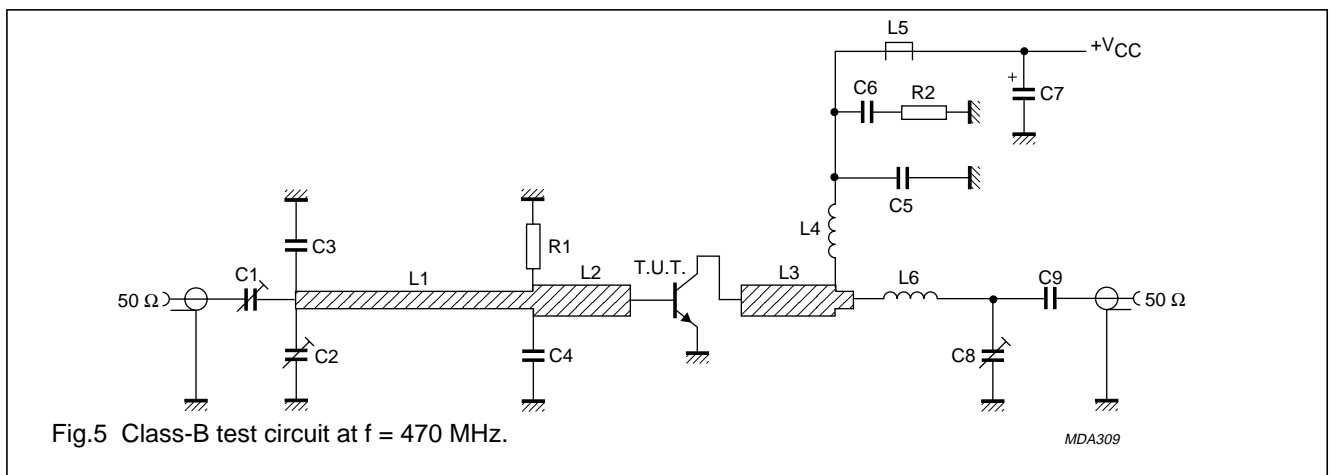 L5
+VCC
C6
R2
+
C7
C5
L4
C3
R1
C1
L1
L2
T.U.T.
L3
L6
C9
50 Ω
50 Ω
C2
C4
C8
Fig.5 Class-B test circuit at f = 470 MHz.
MDA309